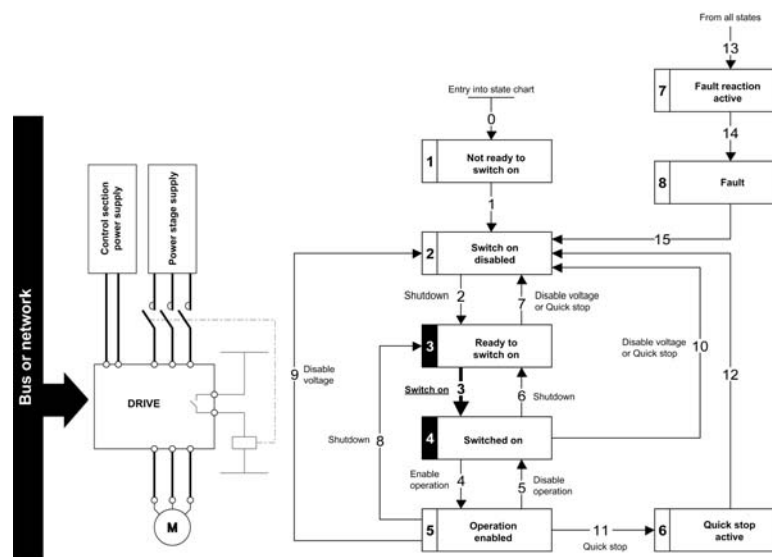 Bus or network
Control section
power supply
Power stage supply
DRIVE
M
Entry into state chart
0
1
Not ready to
switch on
1
2
Switch on
disabled
Shutdown
2
7
Disable voltage
or Quick stop
3
Ready to
switch on
Switch on
3
6
Shutdown
4
Switched on
Enable
operation
4
5
Disable
operation
5
Operation
enabled
8
Shutdown
9
Disable
voltage
10
Disable voltage
or Quick stop
11
Quick stop
6
Quick stop
active
12
From all states
13
7
Fault reaction
active
14
8
Fault
15